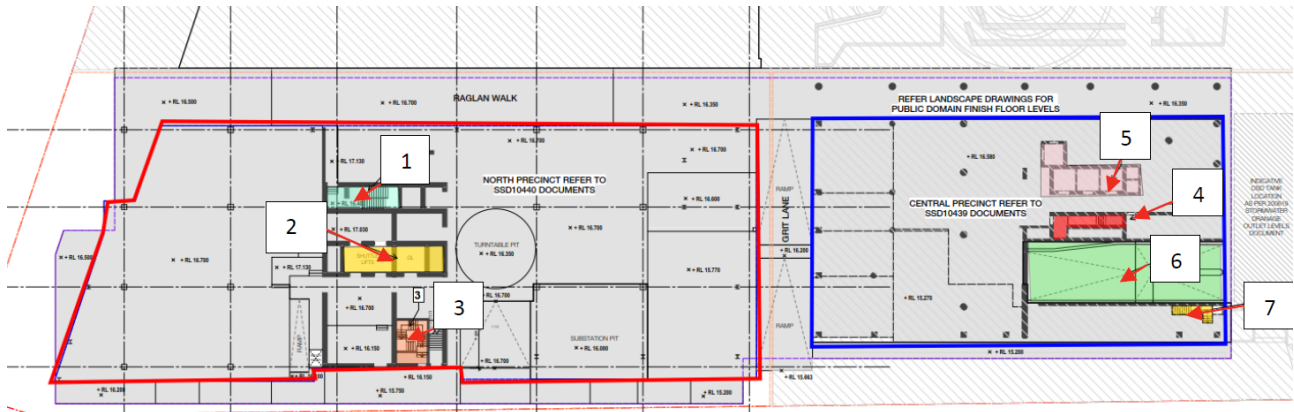 RAGLAN WALK
REFER LANDSCAPE DRAWINGS FOR
PUBLIC DOMAIN FINISH FLOOR LEVELS
+ RL 16.500
+ RL 16.700
+ RL 16.350
+ RL 16.350
+ RL 16.700
+ RL 16.700
+ RL 17.130
1
NORTH PRECINCT REFER TO
SSD10440 DOCUMENTS
+ RL 16.580
5
RAMP
GRIT LANE
CENTRAL PRECINCT REFER TO
SSD10439 DOCUMENTS
4
INDICATIVE
OSD TANK
LOCATION
STORMWATER
DRAINAGE
OUTLET LEVELS
DOCUMENT
+ RL 16.600
2
+ RL 17.030
TURNTABLE PIT
+ RL 16.350
+ RL 16.700
+ RL 16.500
+ RL 16.700
+ RL 17.130
SHUTTLE
LIFTS
GL
+ RL 15.770
+ RL 16.200
6
3
+ RL 16.700
+ RL 16.700
+ RL 15.270
3
7
RAMP
+ RL 16.150
SUBSTATION PIT
+ RL 16.000
RAMP
+ RL 16.700
+ RL 15.200
+ RL 16.150
+ RL 15.663
+ RL 16.200
+ RL 15.750
+ RL 15.200